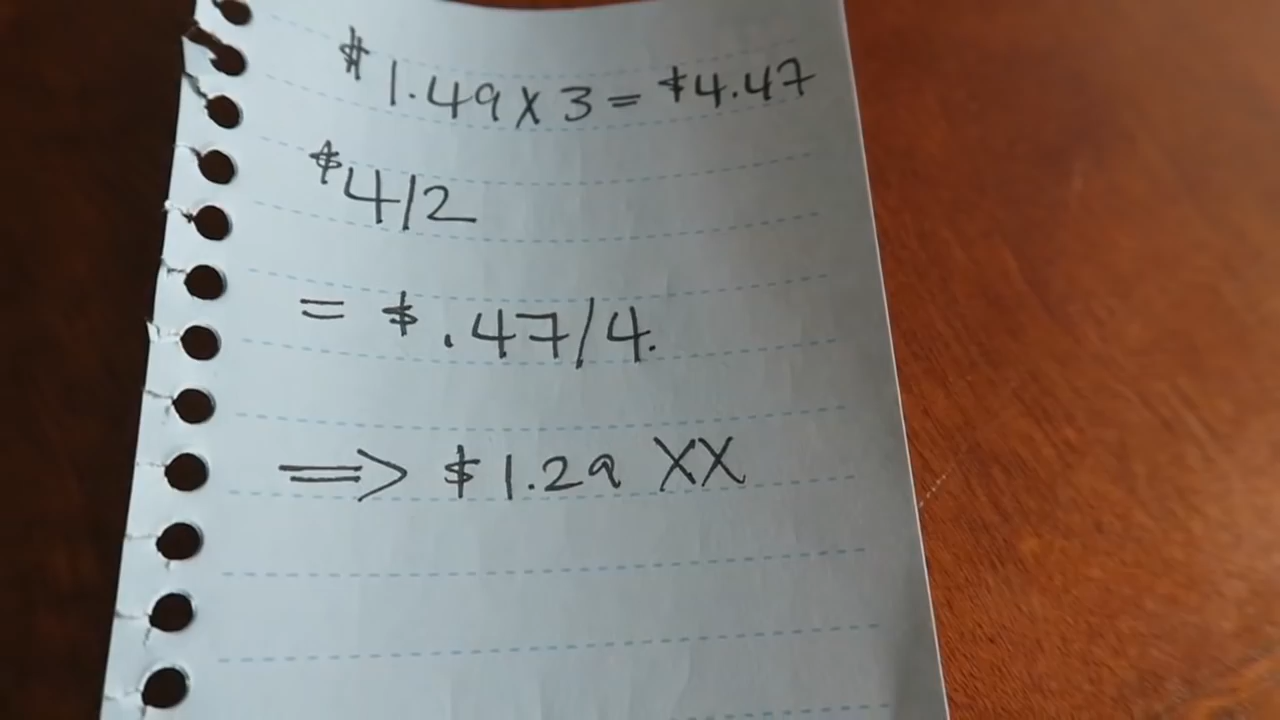 $1.49 X 3 = $4.47
$4/2
= $.47/4.
=> $1.29 XX